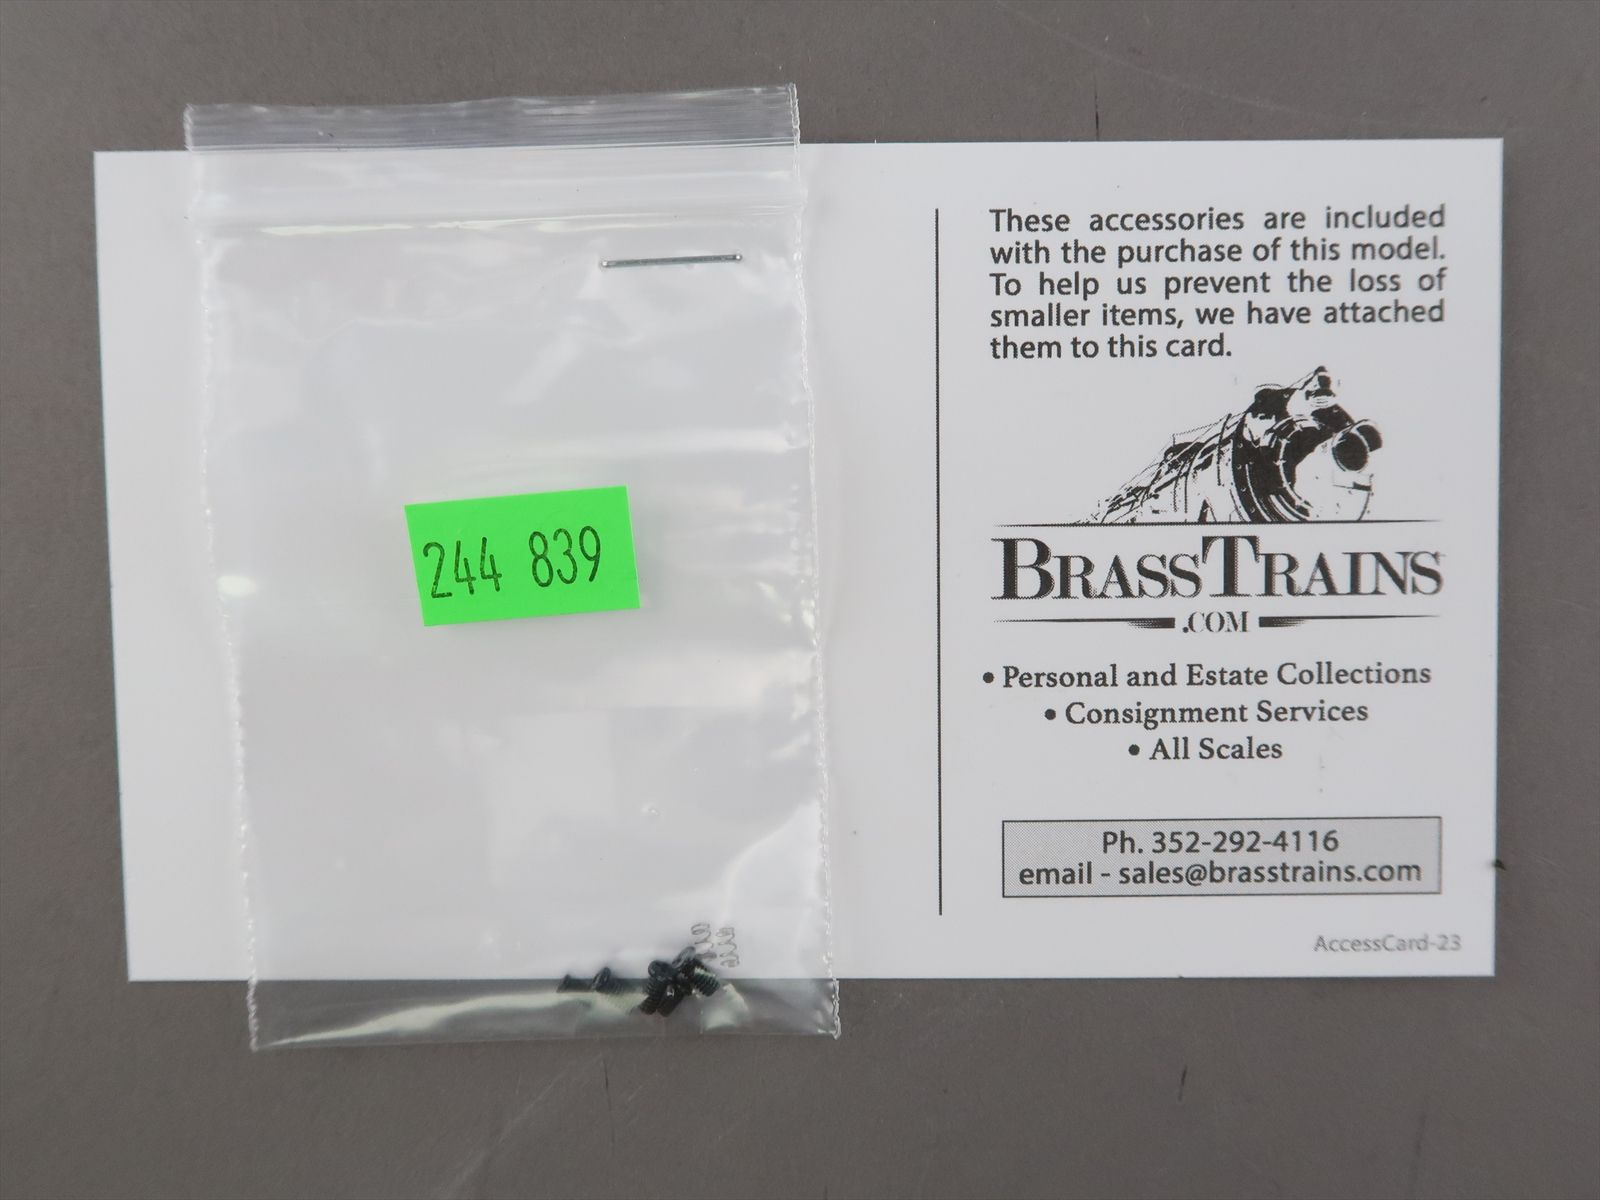 244 839
These accessories are included
with the purchase of this model.
To help us prevent the loss of
smaller items, we have attached
them to this card.
BRASSTRAINS
.COM
• Personal and Estate Collections
• Consignment Services
• All Scales
Ph. 352-292-4116
email - sales@brasstrains.com
AccessCard-23